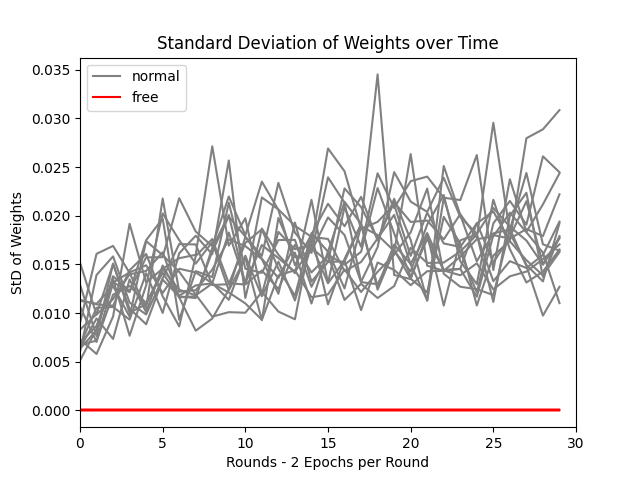 Standard Deviation of Weights over Time
normal
free
StD of Weights
0.035
0.030
0.025
0.020
0.015
0.010
0.005
0.000
0 5 10 15 20 25 30
Rounds - 2 Epochs per Round